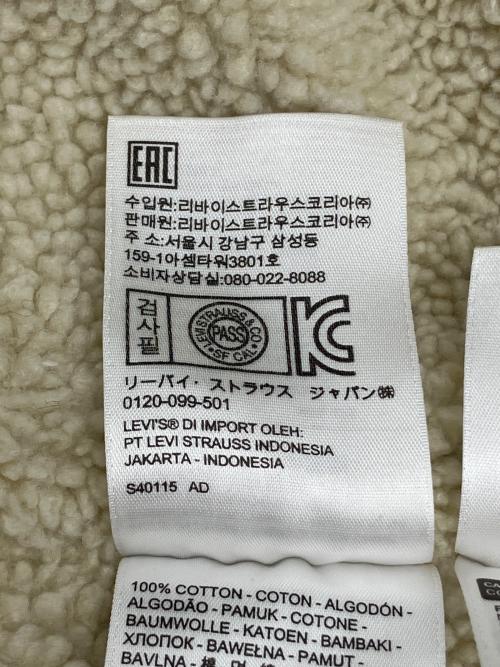 EAC
수입원:리바이스트라우스코리아㈜
판매원:리바이스트라우스코리아㈜
주 소:서울시 강남구 삼성동
159-1아셈타워3801호
소비자상담실:080-022-8088
검사필
LEVI STRAUSS & CO
PASS
SF CAL
KC
リーバイ・ストラウス ジャパン㈱
0120-099-501
LEVI'S® DI IMPORT OLEH:
PT LEVI STRAUSS INDONESIA
JAKARTA - INDONESIA
S40115 AD
100% COTTON - COTON - ALGODÓN -
ALGODÃO - PAMUK - COTONE -
BAUMWOLLE - KATOEN - BAMBAKI -
ХЛОПОК - BAWEŁNA - PAMUT -
BAVLNA - 棉